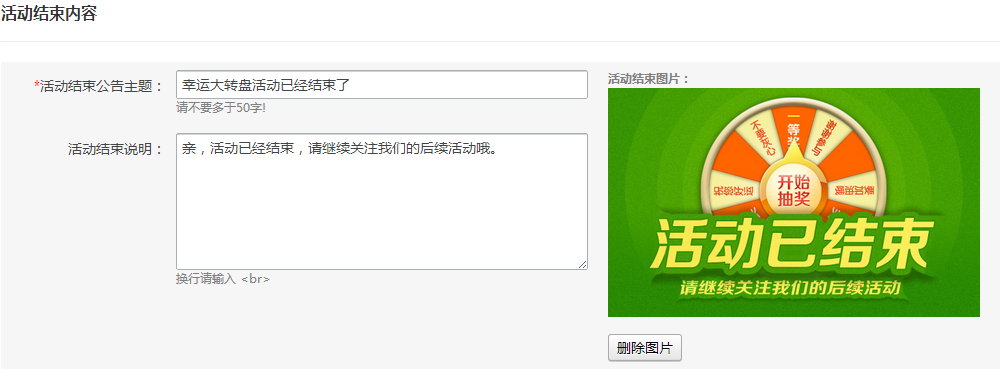 活动结束内容
*活动结束公告主题：
幸运大转盘活动已经结束了
请不要多于50字!
活动结束说明：
亲，活动已经结束，请继续关注我们的后续活动哦。
换行请输入 <br>
活动结束图片：
一等奖
不要灰心
谢谢参与
开始
抽奖
活动已结束
请继续关注我们的后续活动
删除图片